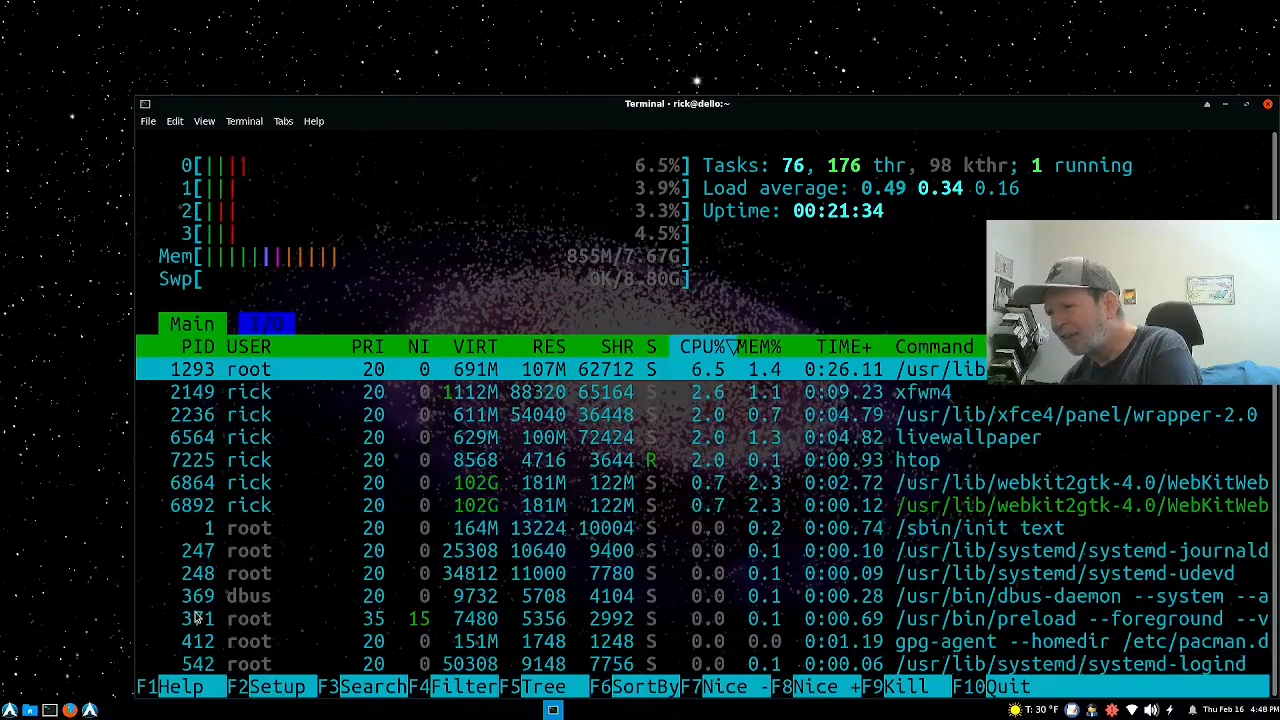 Terminal - rick@dello:~
File Edit View Terminal Tabs Help
0[|||| 6.5%] Tasks: 76, 176 thr, 98 kthr; 1 running
1[||| 3.9%] Load average: 0.49 0.34 0.16
2[||| 3.3%] Uptime: 00:21:34
3[||| 4.5%]
Mem[|||||||||||| 855M/7.67G]
Swp[ 0K/8.80G]
Main I/O
PID USER PRI NI VIRT RES SHR S CPU%▽MEM% TIME+ Command
1293 root 20 0 691M 107M 62712 S 6.5 1.4 0:26.11 /usr/lib
2149 rick 20 0 1112M 88320 65164 S 2.6 1.1 0:09.23 xfwm4
2236 rick 20 0 611M 54040 36448 S 2.0 0.7 0:04.79 /usr/lib/xfce4/panel/wrapper-2.0
6564 rick 20 0 629M 100M 72424 S 2.0 1.3 0:04.82 livewallpaper
7225 rick 20 0 8568 4716 3644 R 2.0 0.1 0:00.93 htop
6864 rick 20 0 102G 181M 122M S 0.7 2.3 0:02.72 /usr/lib/webkit2gtk-4.0/WebKitWeb
6892 rick 20 0 102G 181M 122M S 0.7 2.3 0:00.12 /usr/lib/webkit2gtk-4.0/WebKitWeb
1 root 20 0 164M 13224 10004 S 0.0 0.2 0:00.74 /sbin/init text
247 root 20 0 25308 10640 9400 S 0.0 0.1 0:00.10 /usr/lib/systemd/systemd-journald
248 root 20 0 34812 11000 7780 S 0.0 0.1 0:00.09 /usr/lib/systemd/systemd-udevd
369 dbus 20 0 9732 5708 4104 S 0.0 0.1 0:00.28 /usr/bin/dbus-daemon --system --a
root 35 15 7480 5356 2992 S 0.0 0.1 0:00.69 /usr/bin/preload --foreground --v
412 root 20 0 151M 1748 1248 S 0.0 0.0 0:01.19 gpg-agent --homedir /etc/pacman.d
542 root 20 0 50308 9148 7756 S 0.0 0.1 0:00.06 /usr/lib/systemd/systemd-logind
F1Help F2Setup F3Search F4Filter F5Tree F6SortBy F7Nice - F8Nice + F9Kill F10Quit
T: 30 °F Thu Feb 16 4:48 PM